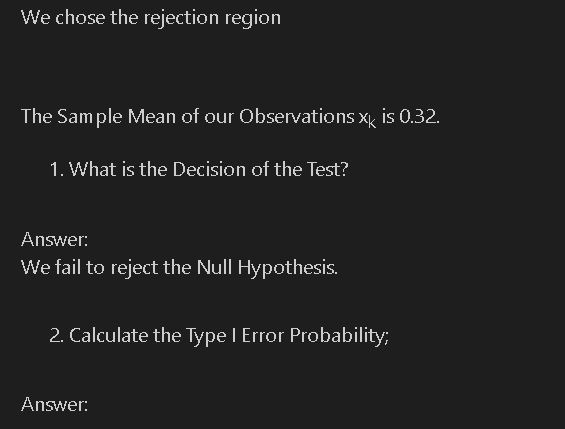 We chose the rejection region
The Sample Mean of our Observations xₖ is 0.32.
1. What is the Decision of the Test?
Answer:
We fail to reject the Null Hypothesis.
2. Calculate the Type I Error Probability;
Answer: